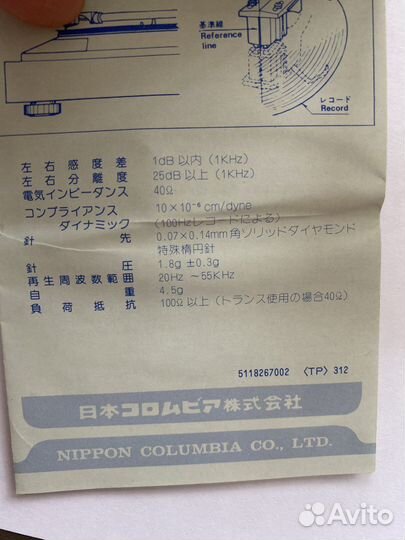 基準線
Reference
line
レコード
Record
左右感度差 1dB以内 (1KHz)
左右分離度 25dB以上 (1KHz)
電気インピーダンス 40Ω
コンプライアンス 10×10⁻⁶ cm/dyne
ダイナミック (100Hzレコードによる)
針先 0.07×0.14mm角ソリッドダイヤモンド
特殊楕円針
針圧 1.8g ±0.3g
再生周波数範囲 20Hz ~55KHz
自重 4.5g
負荷抵抗 100Ω以上 (トランス使用の場合40Ω)
5118267002 〈TP〉 312
日本コロムビア株式会社
NIPPON COLUMBIA CO., LTD.
Avito